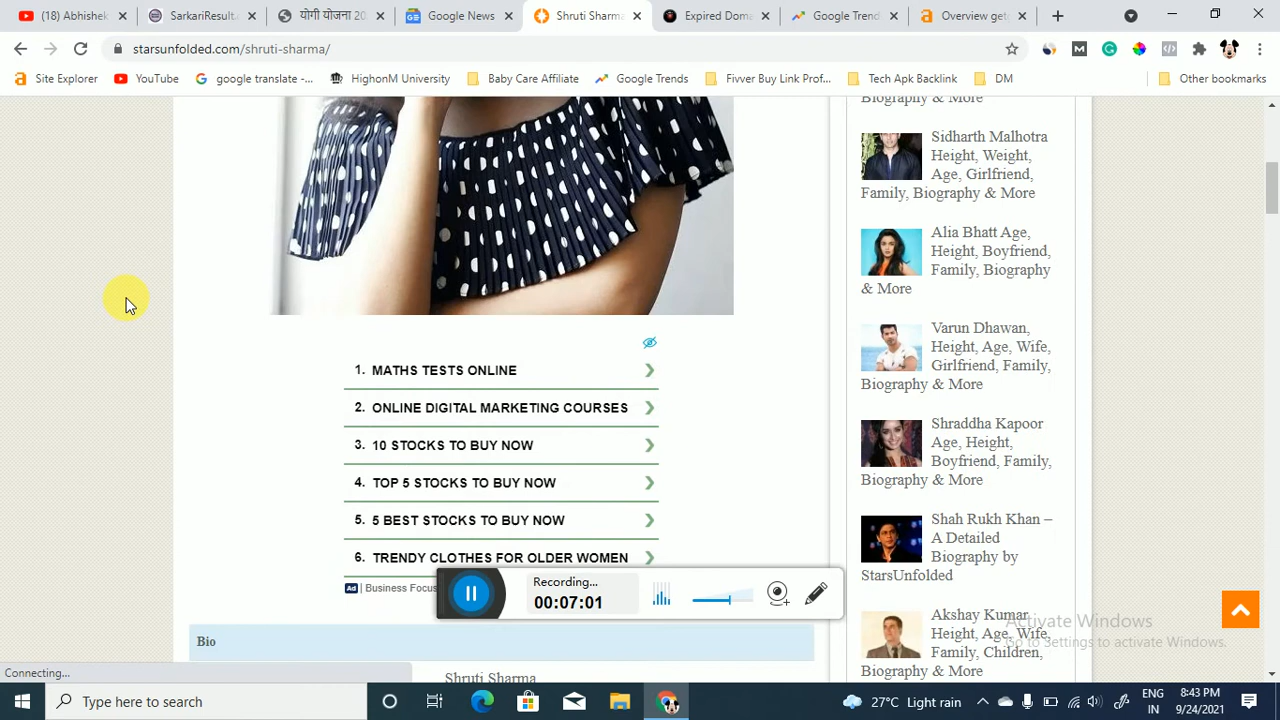 (18) Abhishek
SarkariResult.
योगी योजना 20
Google News
Shruti Sharma
Expired Dom
Google Trend
Overview get
starsunfolded.com/shruti-sharma/
Site Explorer
YouTube
google translate -...
HighonM University
Baby Care Affiliate
Google Trends
Fivver Buy Link Prof...
Tech Apk Backlink
DM
Other bookmarks
Biography & More
Sidharth Malhotra
Height, Weight,
Age, Girlfriend,
Family, Biography & More
Alia Bhatt Age,
Height, Boyfriend,
Family, Biography
& More
Varun Dhawan,
Height, Age, Wife,
Girlfriend, Family,
Biography & More
Shraddha Kapoor
Age, Height,
Boyfriend, Family,
Biography & More
Shah Rukh Khan –
A Detailed
Biography by
StarsUnfolded
Akshay Kumar
Height, Age, Wife,
Family, Children,
Biography & More
1. MATHS TESTS ONLINE
2. ONLINE DIGITAL MARKETING COURSES
3. 10 STOCKS TO BUY NOW
4. TOP 5 STOCKS TO BUY NOW
5. 5 BEST STOCKS TO BUY NOW
6. TRENDY CLOTHES FOR OLDER WOMEN
Ad | Business Focus
Recording...
00:07:01
Bio
Shruti Sharma
Activate Windows
Go to Settings to activate Windows.
Connecting...
Type here to search
27°C Light rain
ENG
IN
8:43 PM
9/24/2021